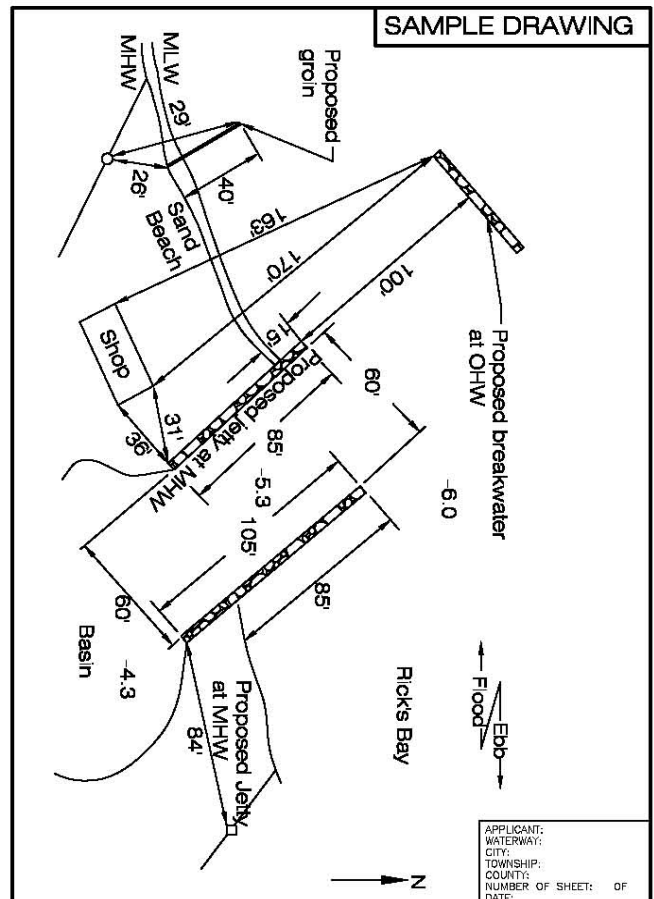 SAMPLE DRAWING
MLW
MHW
Proposed
groin
29'
26'
40'
Sand
Beach
163'
170'
100'
Shop
15'
Proposed breakwater
at OHW
60'
31'
36'
Proposed jetty at MHW
85'
-5.3
105'
-6.0
60'
Basin
-4.3
85'
Rick's Bay
Ebb
Flood
Proposed Jetty
at MHW
84'
N
APPLICANT:
WATERWAY:
CITY:
TOWNSHIP:
COUNTY:
NUMBER OF SHEET: OF
DATE: